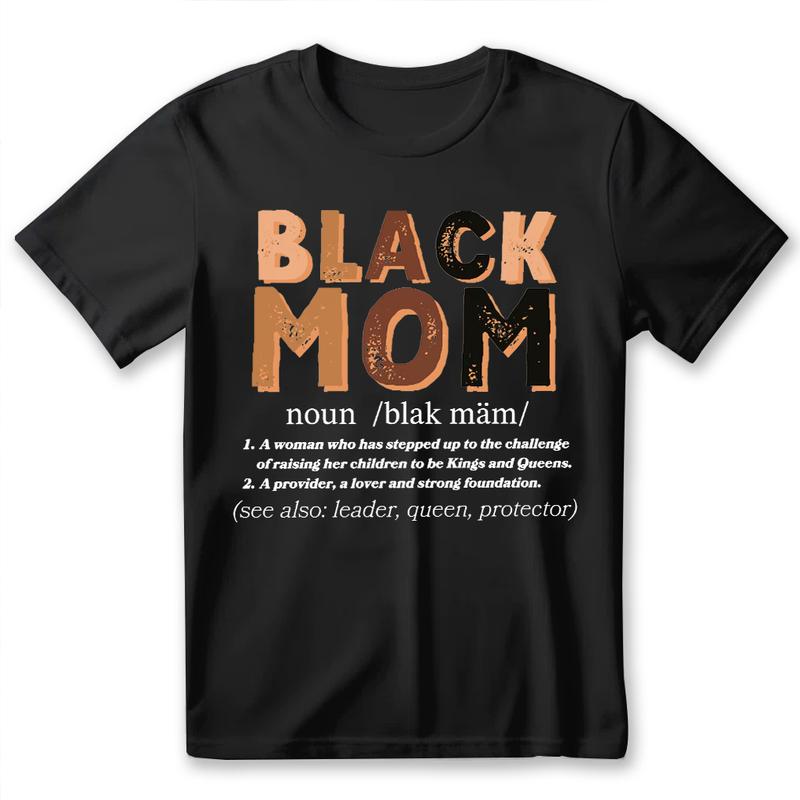 BLACK
MOM
noun /blak mäm/
1. A woman who has stepped up to the challenge
of raising her children to be Kings and Queens.
2. A provider, a lover and strong foundation.
(see also: leader, queen, protector)